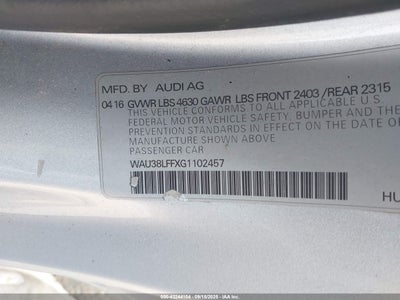 MFD. BY AUDI AG
04 16 GVWR LBS 4630 GAWR LBS FRONT 2403 /REAR 2315
THIS VEHICLE CONFORMS TO ALL APPLICABLE U S
FEDERAL MOTOR VEHICLE SAFETY, BUMPER, AND
THEFT PREVENTION STANDARDS IN EFFECT ON THE DATE OF
MANUFACTURE SHOWN ABOVE
PASSENGER CAR
WAU38LFFXG1102457
HU